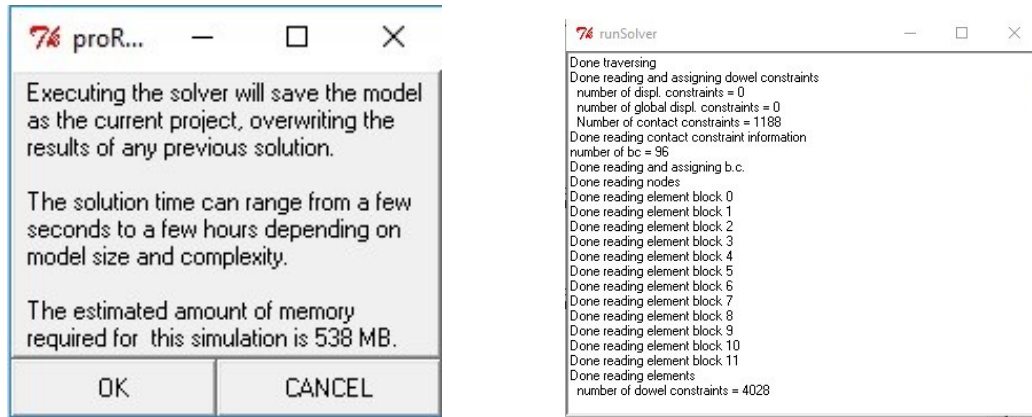 proR...
Executing the solver will save the model
as the current project, overwriting the
results of any previous solution.
The solution time can range from a few
seconds to a few hours depending on
model size and complexity.
The estimated amount of memory
required for  this simulation is 538 MB.
OK
CANCEL
runSolver
Done traversing
Done reading and assigning dowel constraints
number of displ. constraints = 0
number of global displ. constraints = 0
Number of contact constraints = 1188
Done reading contact constraint information
number of bc = 96
Done reading and assigning b.c.
Done reading nodes
Done reading element block 0
Done reading element block 1
Done reading element block 2
Done reading element block 3
Done reading element block 4
Done reading element block 5
Done reading element block 6
Done reading element block 7
Done reading element block 8
Done reading element block 9
Done reading element block 10
Done reading element block 11
Done reading elements
number of dowel constraints = 4028